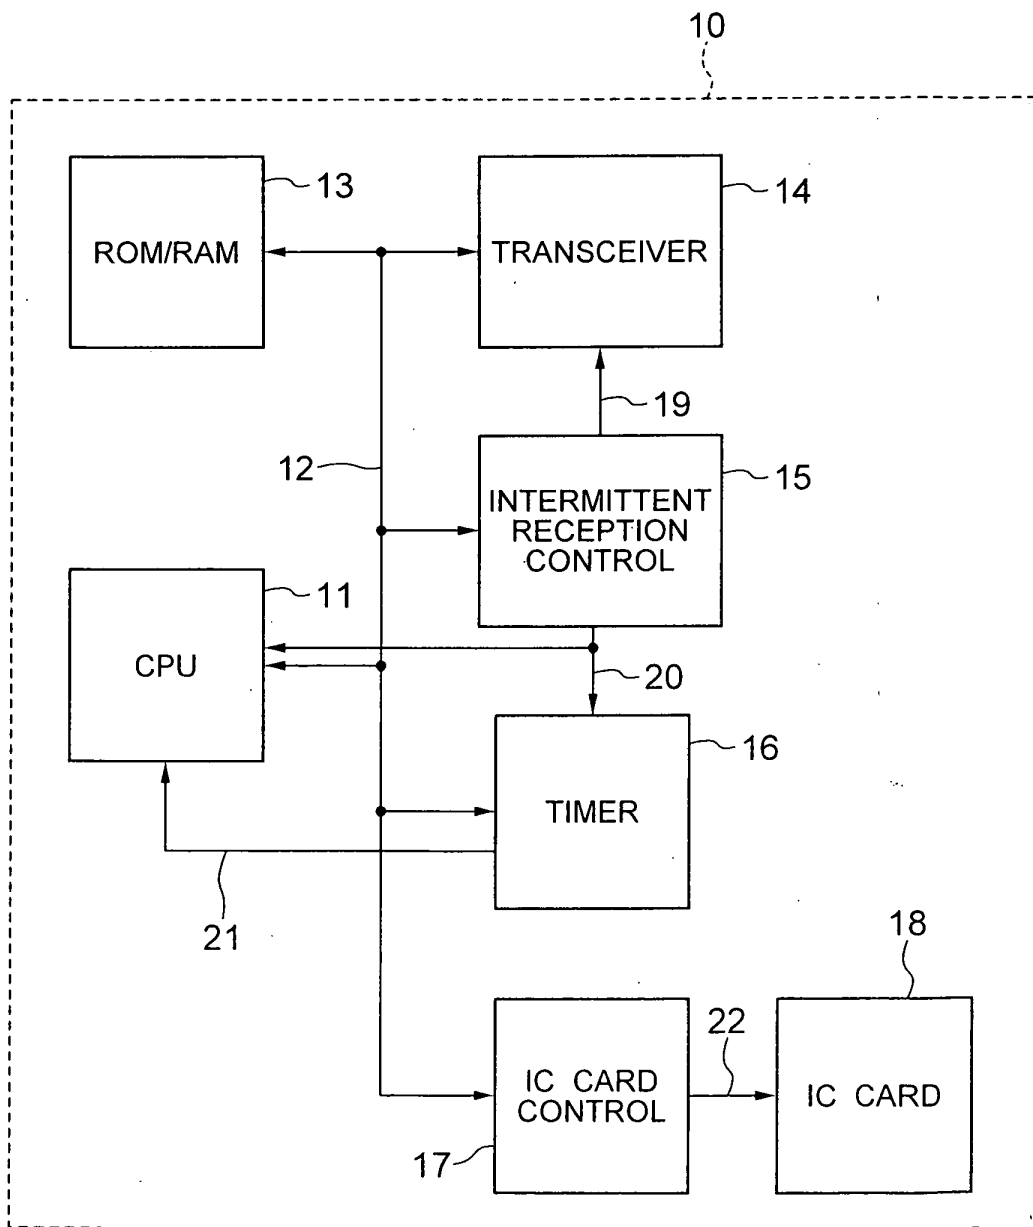 10
13
ROM/RAM
14
TRANSCEIVER
19
12
15
INTERMITTENT
RECEPTION
CONTROL
11
CPU
20
16
TIMER
21
18
22
IC CARD
CONTROL
IC CARD
17